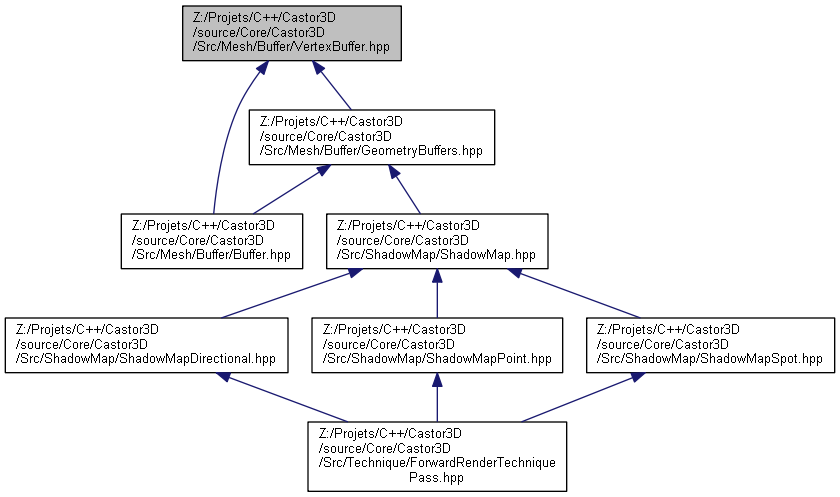 Z:/Projets/C++/Castor3D
/source/Core/Castor3D
/Src/Mesh/Buffer/VertexBuffer.hpp
Z:/Projets/C++/Castor3D
/source/Core/Castor3D
/Src/Mesh/Buffer/GeometryBuffers.hpp
Z:/Projets/C++/Castor3D
/source/Core/Castor3D
/Src/Mesh/Buffer/Buffer.hpp
Z:/Projets/C++/Castor3D
/source/Core/Castor3D
/Src/ShadowMap/ShadowMap.hpp
Z:/Projets/C++/Castor3D
/source/Core/Castor3D
/Src/ShadowMap/ShadowMapDirectional.hpp
Z:/Projets/C++/Castor3D
/source/Core/Castor3D
/Src/ShadowMap/ShadowMapPoint.hpp
Z:/Projets/C++/Castor3D
/source/Core/Castor3D
/Src/ShadowMap/ShadowMapSpot.hpp
Z:/Projets/C++/Castor3D
/source/Core/Castor3D
/Src/Technique/ForwardRenderTechnique
Pass.hpp